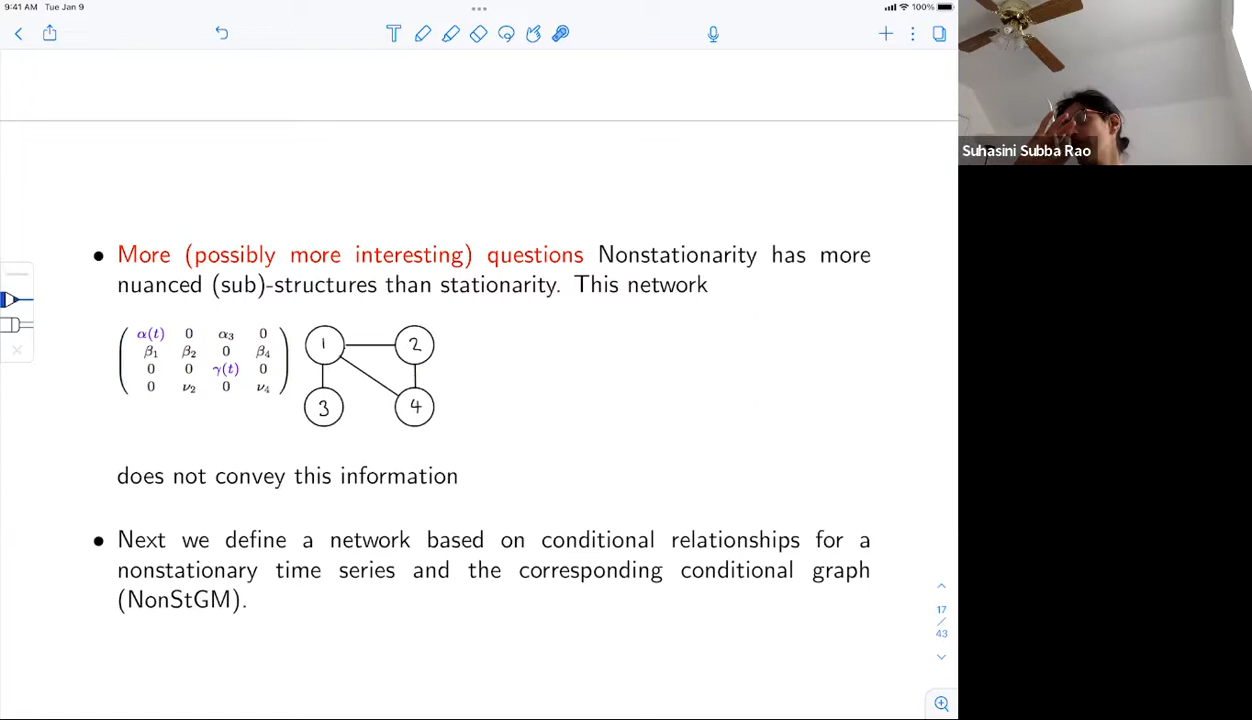 9:41 AM Tue Jan 9
100%
• More (possibly more interesting) questions Nonstationarity has more
nuanced (sub)-structures than stationarity. This network
α(t) 0 α₃ 0
β₁ β₂ 0 β₄
0 0 γ(t) 0
0 ν₂ 0 ν₄
1 2
3 4
does not convey this information
• Next we define a network based on conditional relationships for a
nonstationary time series and the corresponding conditional graph
(NonStGM).
17
/
43
Suhasini Subba Rao